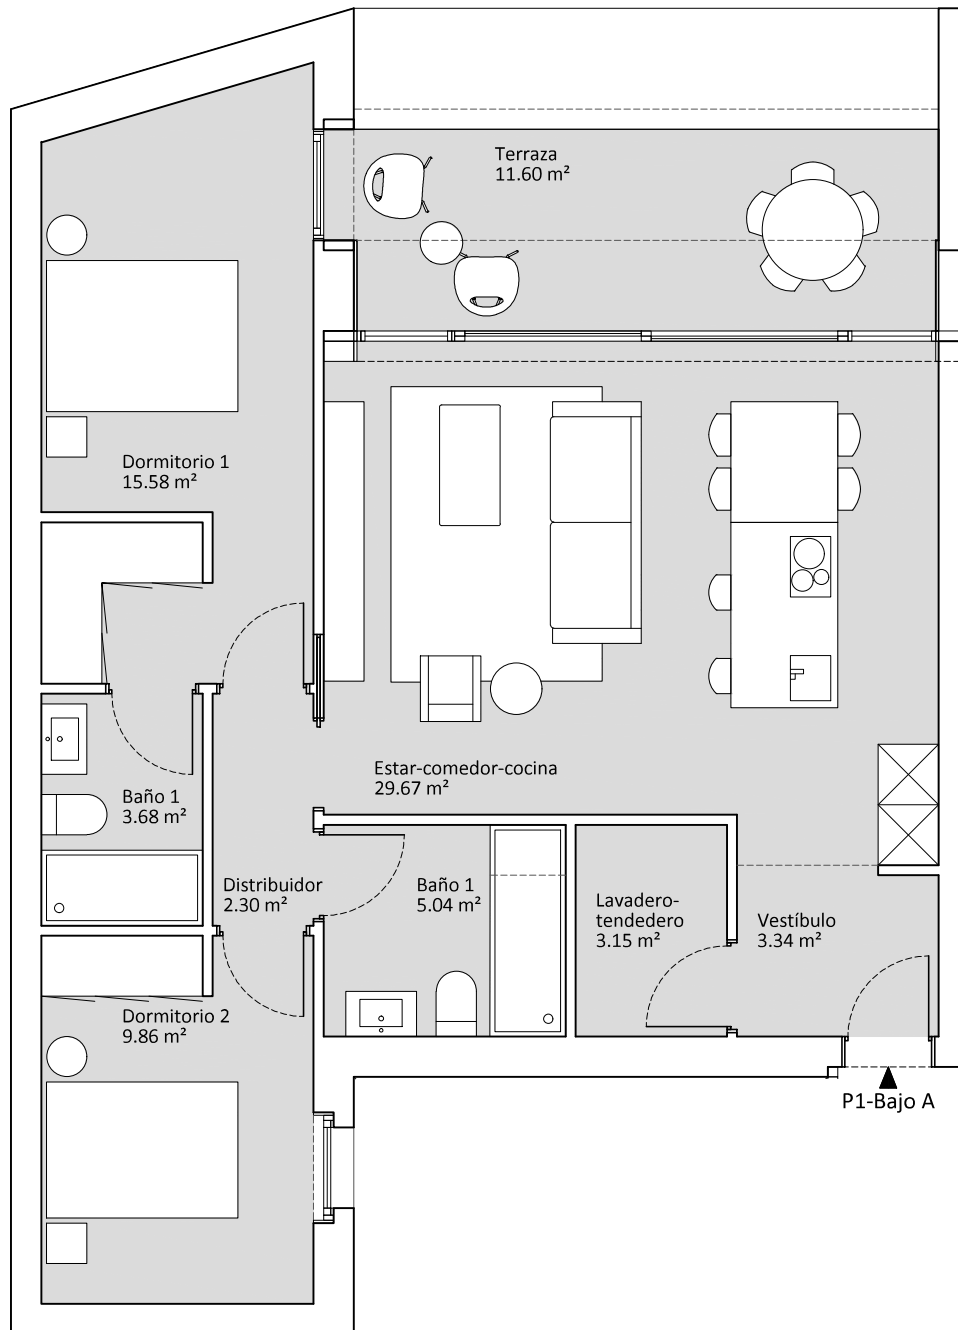 Terraza
11.60 m²
Dormitorio 1
15.58 m²
Estar-comedor-cocina
29.67 m²
Baño 1
3.68 m²
Distribuidor
2.30 m²
Baño 1
5.04 m²
Lavadero-
tendedero
3.15 m²
Vestíbulo
3.34 m²
Dormitorio 2
9.86 m²
P1-Bajo A